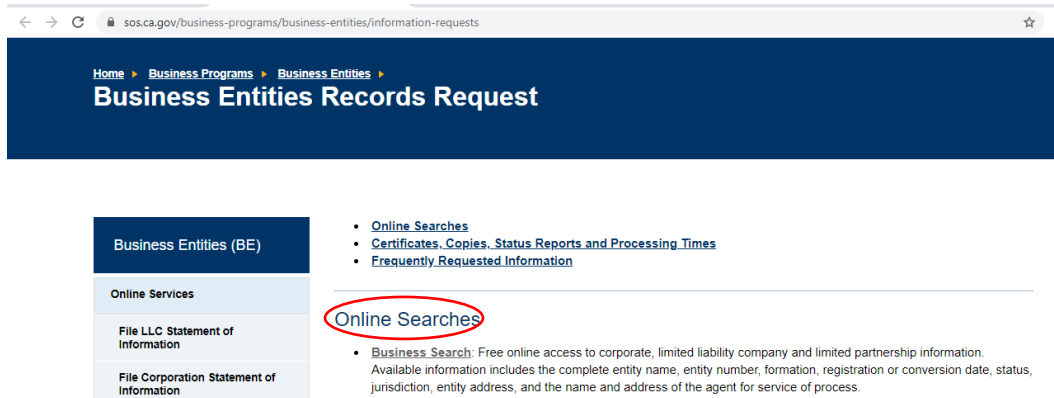 sos.ca.gov/business-programs/business-entities/information-requests
Home ▸ Business Programs ▸ Business Entities ▸
Business Entities Records Request
Business Entities (BE)
Online Services
File LLC Statement of
Information
File Corporation Statement of
Information
• Online Searches
• Certificates, Copies, Status Reports and Processing Times
• Frequently Requested Information
Online Searches
• Business Search: Free online access to corporate, limited liability company and limited partnership information.
Available information includes the complete entity name, entity number, formation, registration or conversion date, status,
jurisdiction, entity address, and the name and address of the agent for service of process.